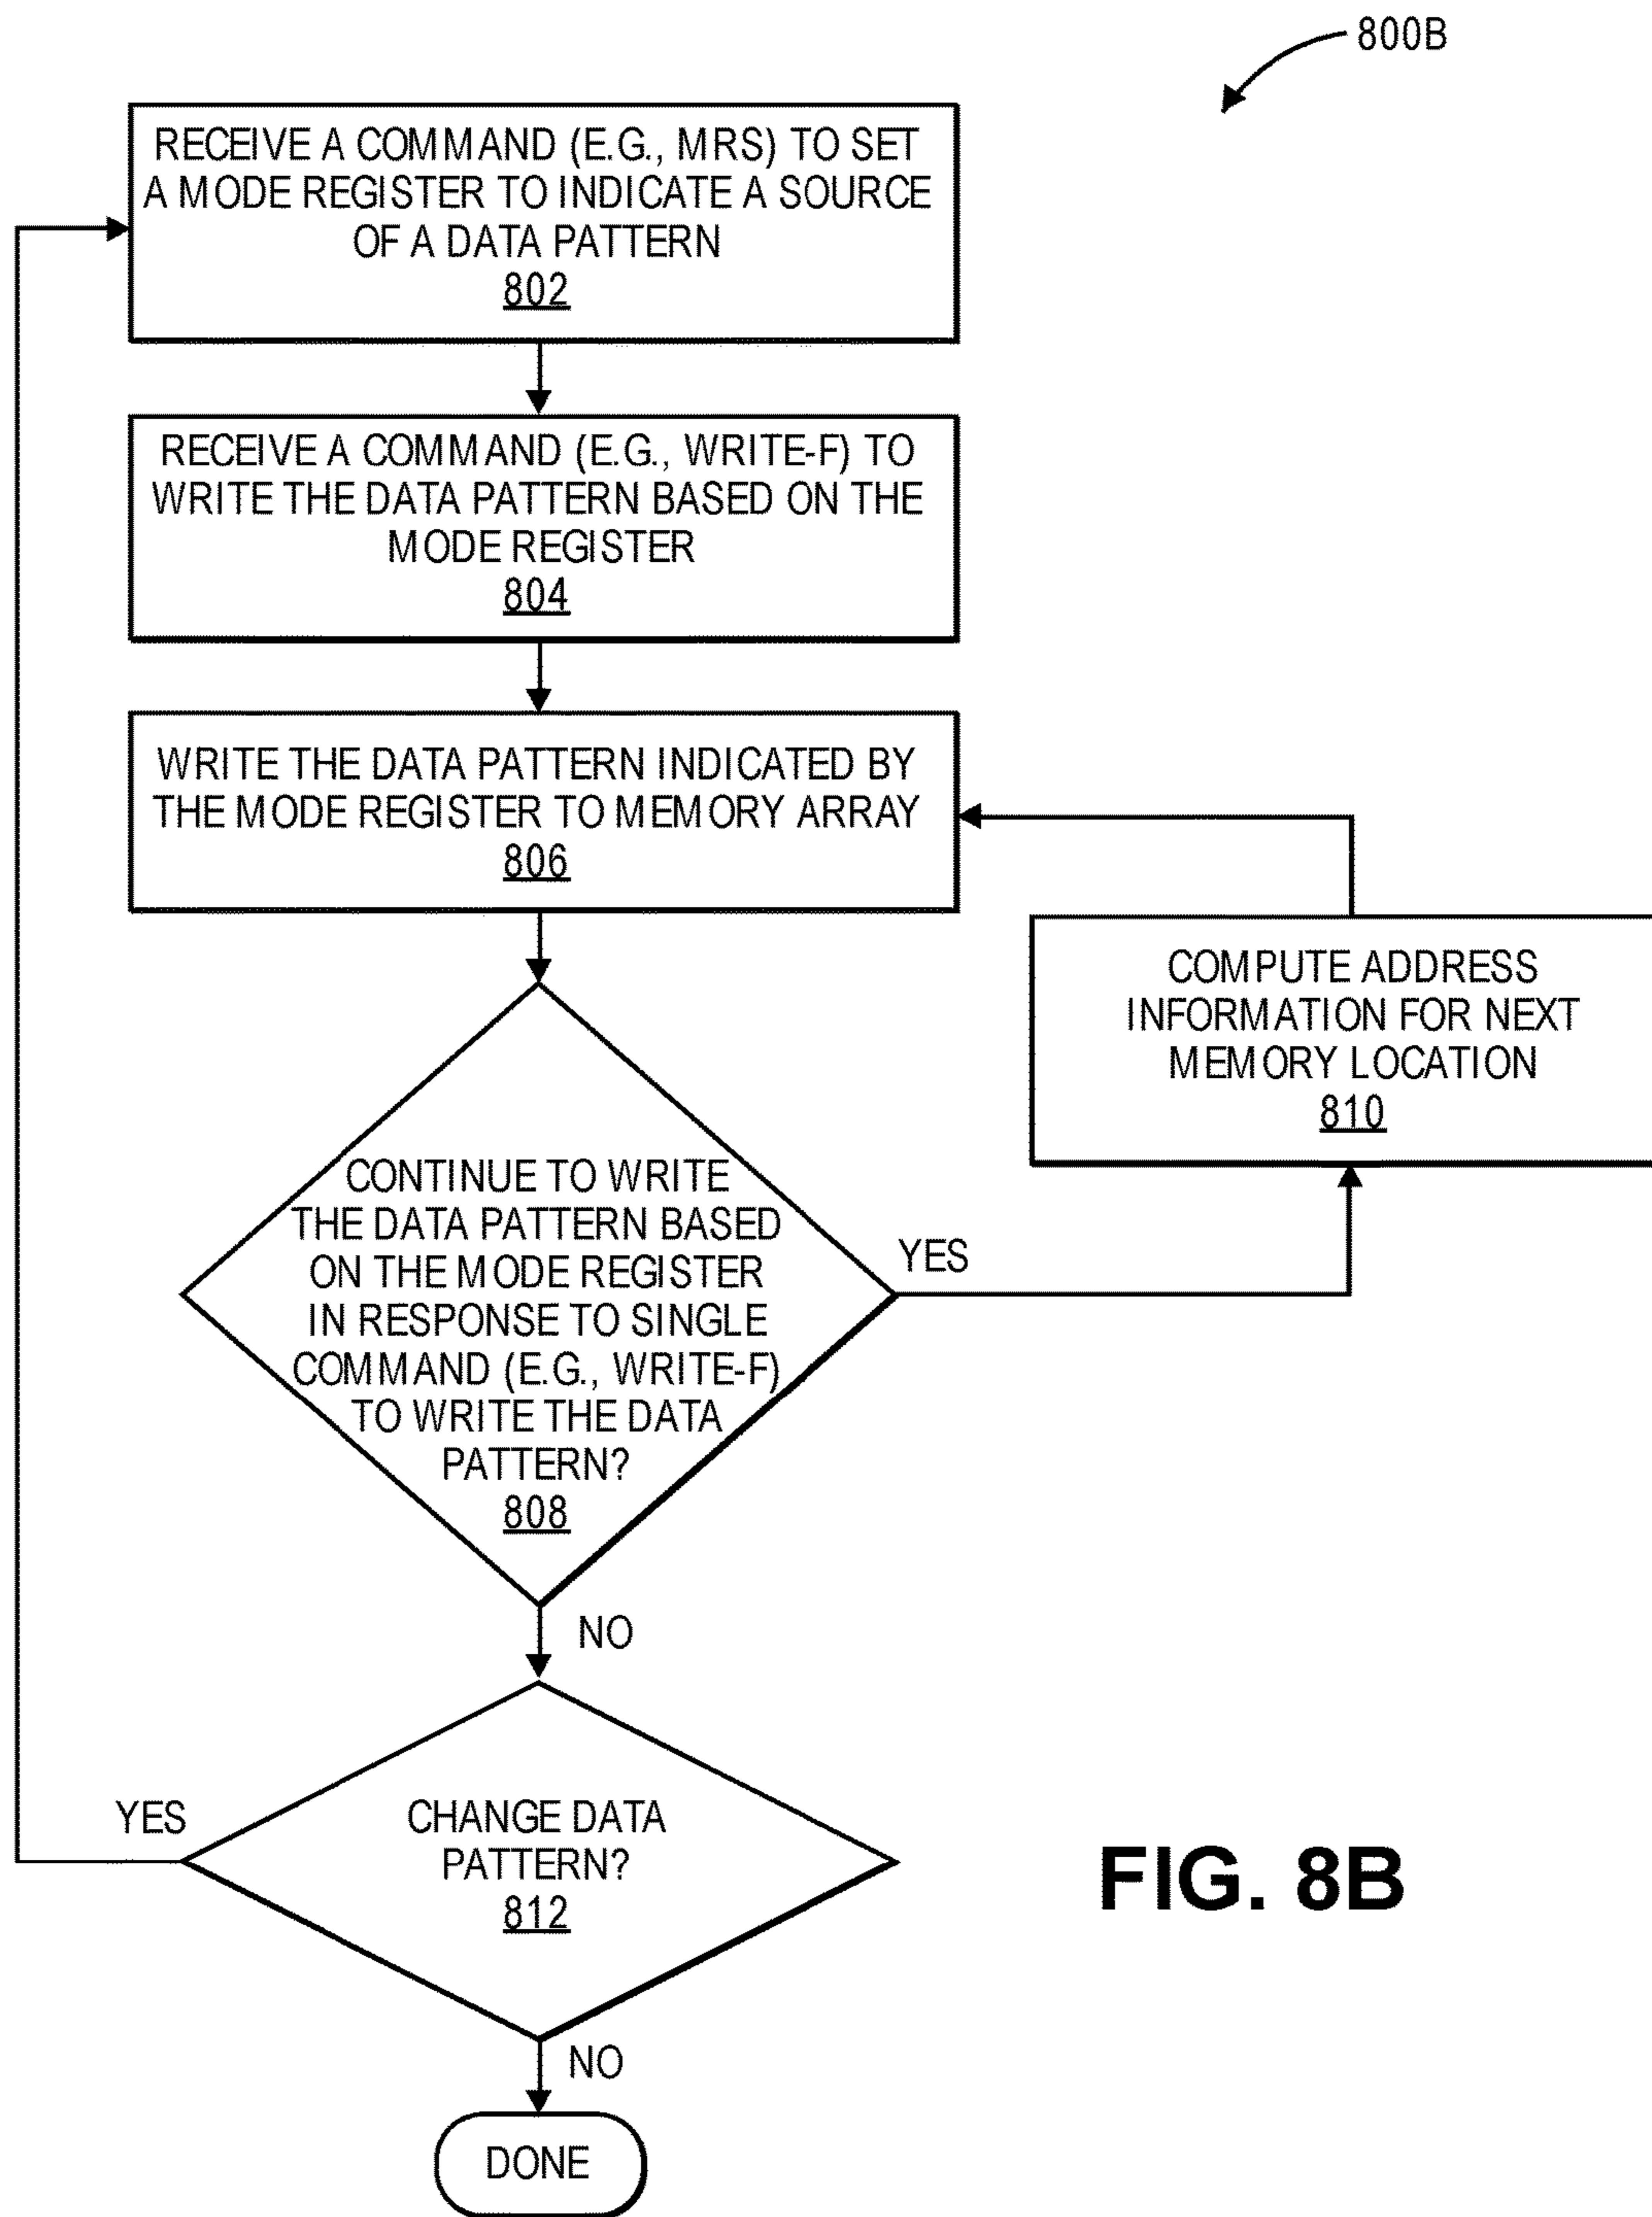 800B
RECEIVE A COMMAND (E.G., MRS) TO SET
A MODE REGISTER TO INDICATE A SOURCE
OF A DATA PATTERN
802
RECEIVE A COMMAND (E.G., WRITE-F) TO
WRITE THE DATA PATTERN BASED ON THE
MODE REGISTER
804
WRITE THE DATA PATTERN INDICATED BY
THE MODE REGISTER TO MEMORY ARRAY
806
COMPUTE ADDRESS
INFORMATION FOR NEXT
MEMORY LOCATION
810
CONTINUE TO WRITE
THE DATA PATTERN BASED
ON THE MODE REGISTER
IN RESPONSE TO SINGLE
COMMAND (E.G., WRITE-F)
TO WRITE THE DATA
PATTERN?
808
YES
NO
YES
CHANGE DATA
PATTERN?
812
NO
DONE
FIG. 8B